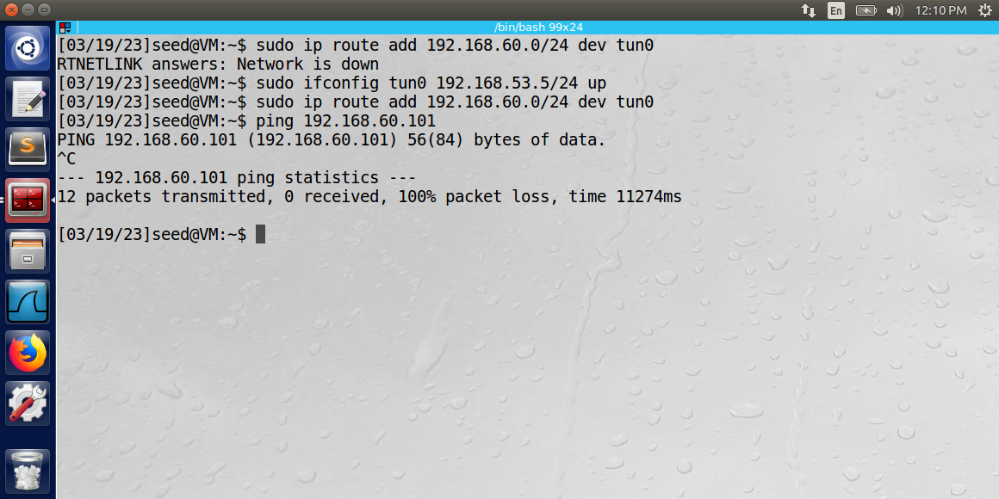 En
12:10 PM
/bin/bash 99x24
[03/19/23]seed@VM:~$ sudo ip route add 192.168.60.0/24 dev tun0
RTNETLINK answers: Network is down
[03/19/23]seed@VM:~$ sudo ifconfig tun0 192.168.53.5/24 up
[03/19/23]seed@VM:~$ sudo ip route add 192.168.60.0/24 dev tun0
[03/19/23]seed@VM:~$ ping 192.168.60.101
PING 192.168.60.101 (192.168.60.101) 56(84) bytes of data.
^C
--- 192.168.60.101 ping statistics ---
12 packets transmitted, 0 received, 100% packet loss, time 11274ms
[03/19/23]seed@VM:~$